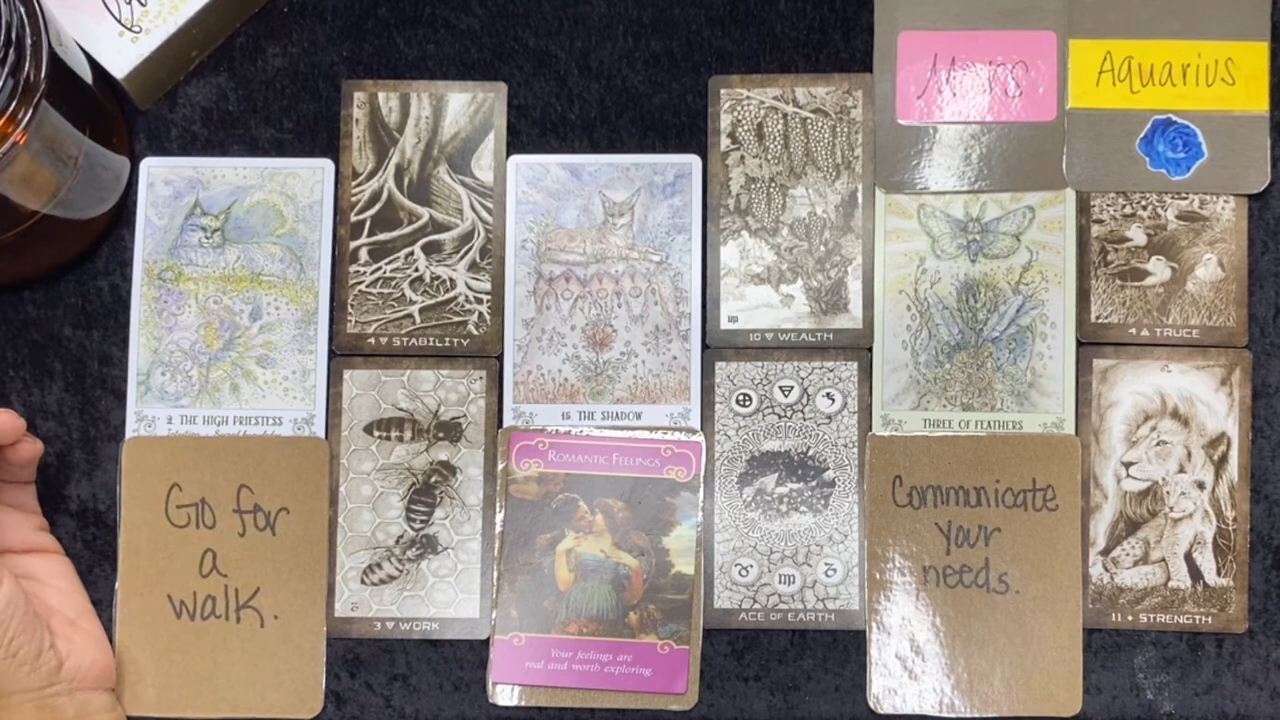 Mars
Aquarius
4 STABILITY
10 WEALTH
4 TRUCE
2. THE HIGH PRIESTESS
15. THE SHADOW
THREE OF FEATHERS
Go for
a
walk.
3 WORK
ROMANTIC FEELINGS
Your feelings are
real and worth exploring.
ACE OF EARTH
Communicate
your
needs.
11 STRENGTH